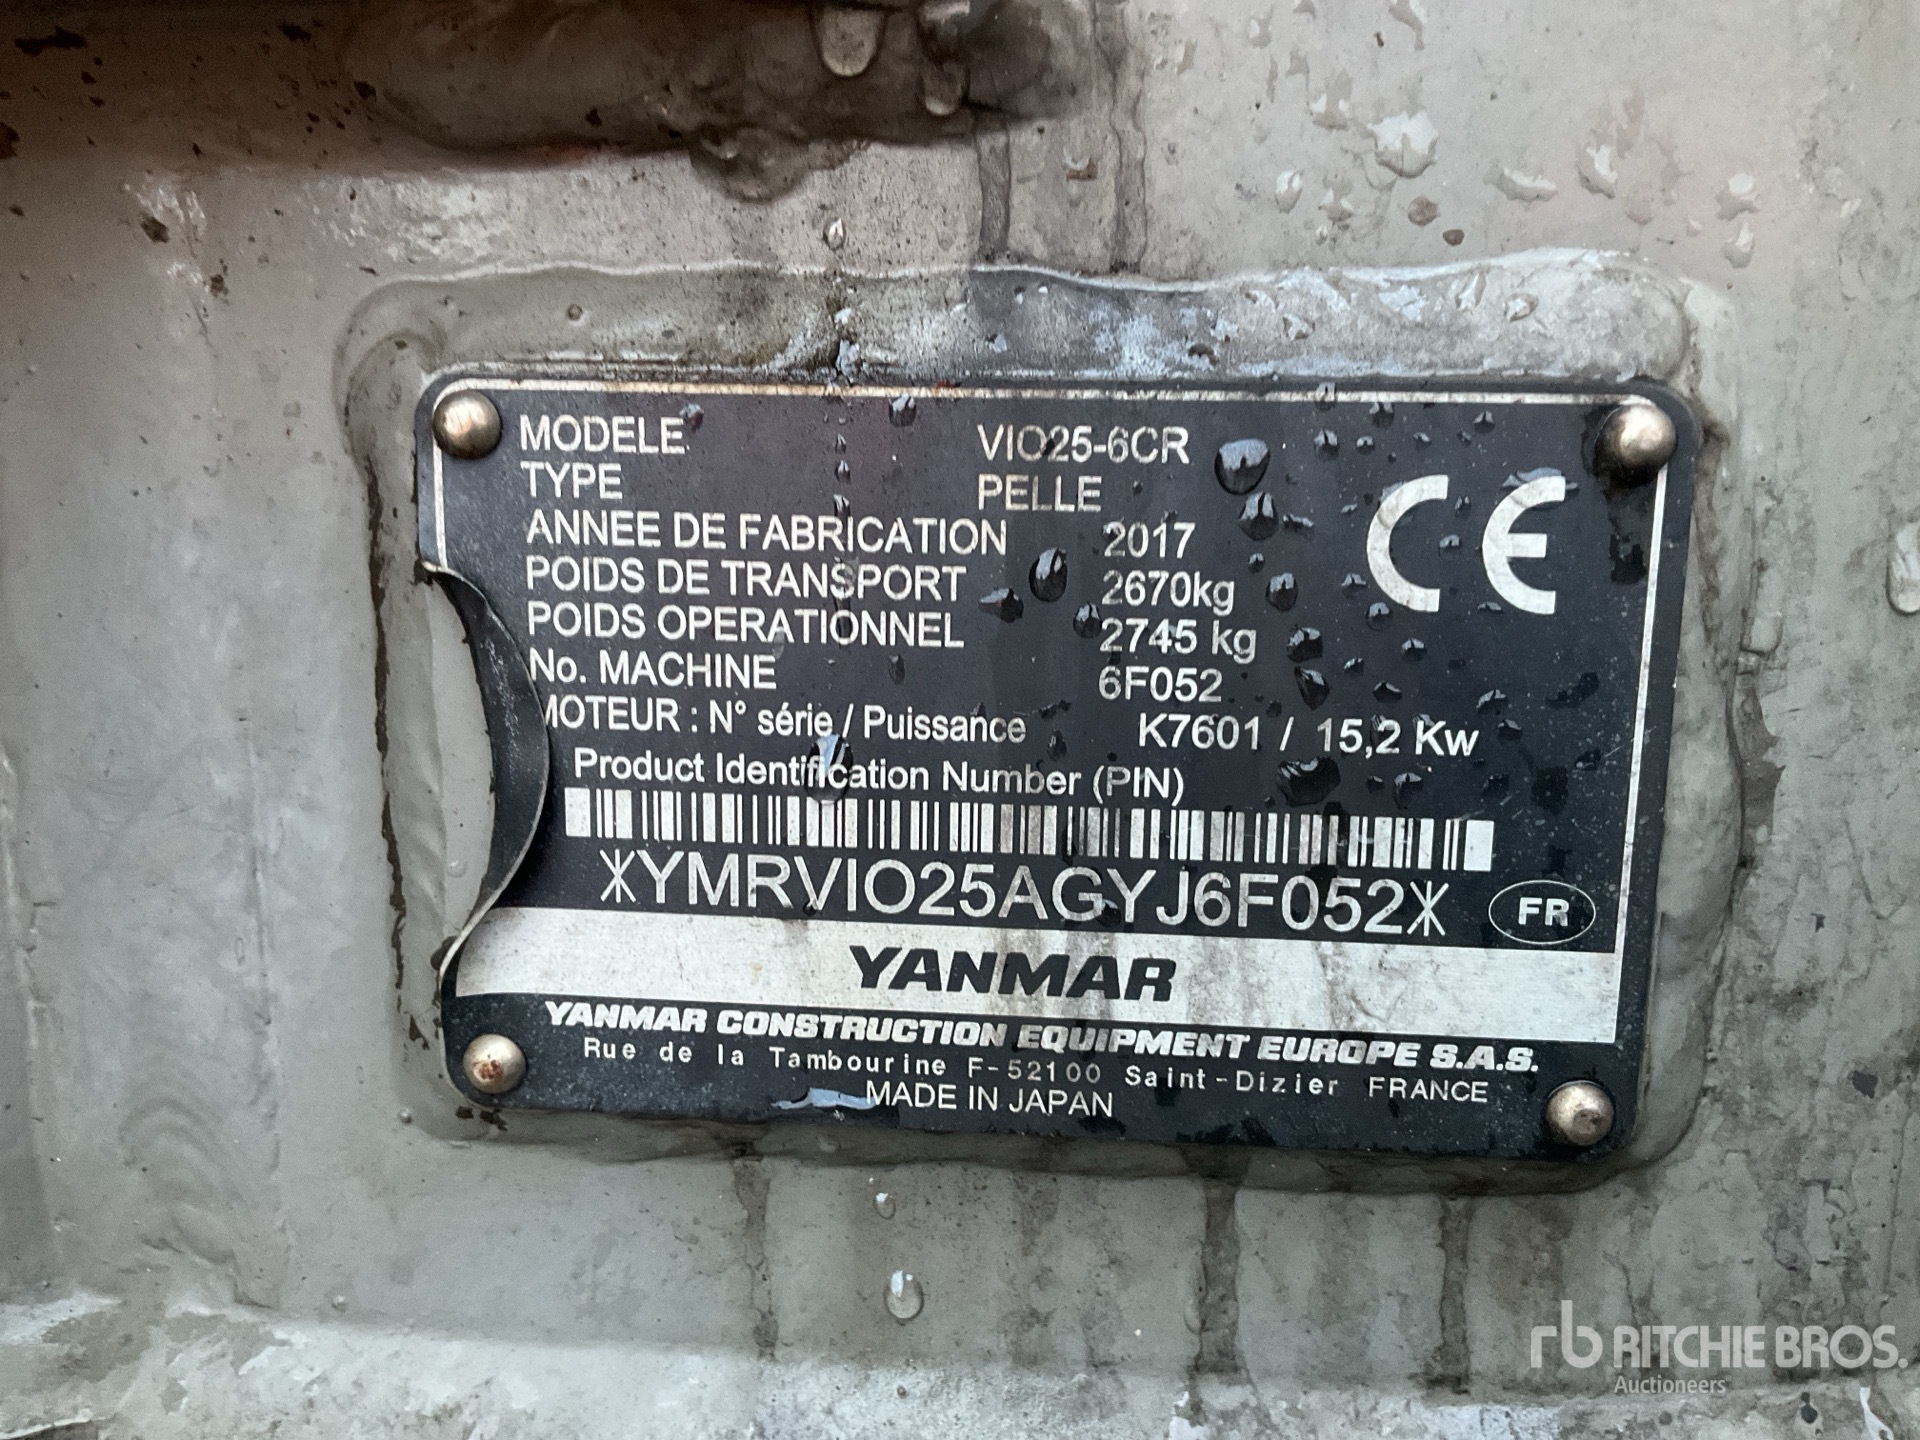 MODELE VIO25-6CR
TYPE PELLE
ANNEE DE FABRICATION 2017
POIDS DE TRANSPORT 2670kg
POIDS OPERATIONNEL 2745 kg
No. MACHINE 6F052
MOTEUR : N° série / Puissance K7601 / 15,2 Kw
Product Identification Number (PIN)
*YMRVIO25AGYJ6F052*
FR
CE
YANMAR
YANMAR CONSTRUCTION EQUIPMENT EUROPE S.A.S.
Rue de la Tambourine F-52100 Saint-Dizier FRANCE
MADE IN JAPAN
rb RITCHIE BROS.
Auctioneers